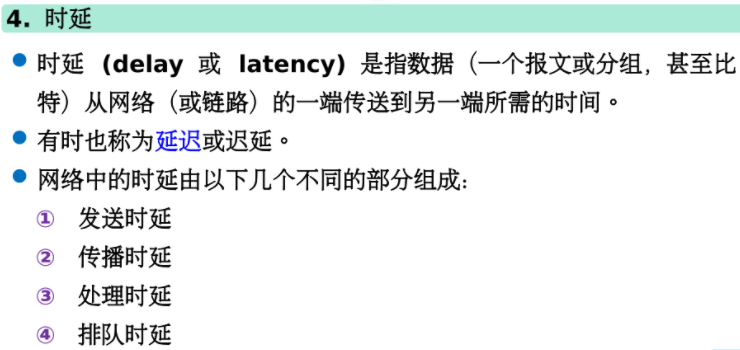 4. 时延
时延 (delay 或 latency) 是指数据（一个报文或分组，甚至比
特）从网络（或链路）的一端传送到另一端所需的时间。
有时也称为延迟或迟延。
网络中的时延由以下几个不同的部分组成：
① 发送时延
② 传播时延
③ 处理时延
④ 排队时延